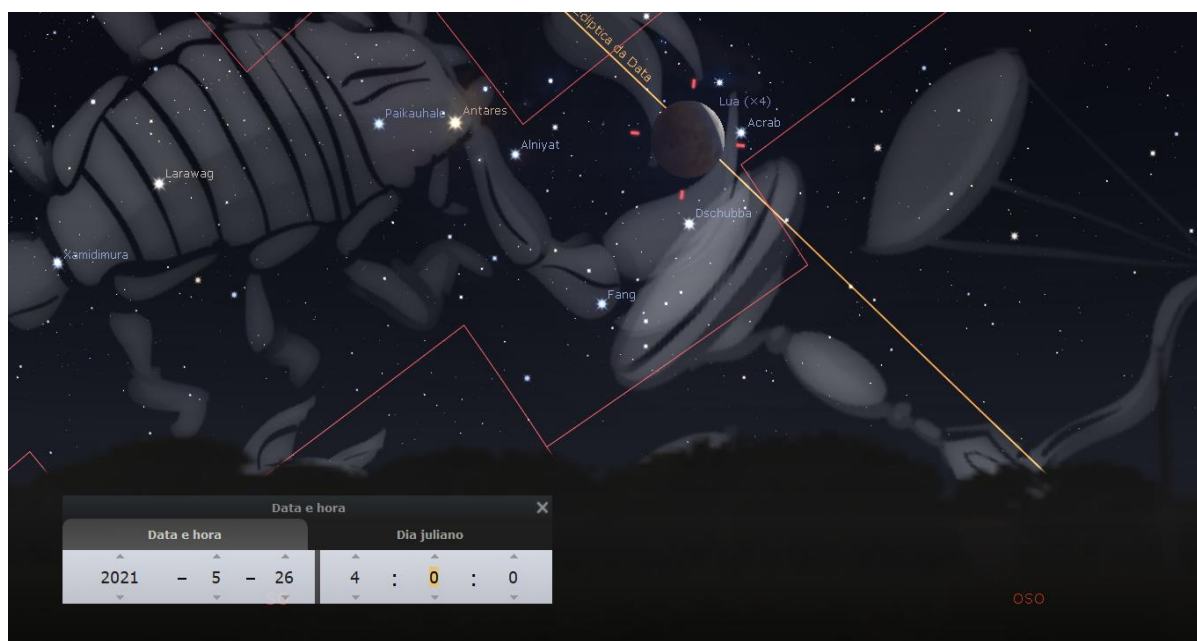 Eclíptica da Data
Lua (×4)
Paikauhale
Antares
Acrab
Alniyat
Larawag
Dschubba
Xamidimura
Fang
Data e hora
Data e hora
Dia juliano
2021 – 5 – 26 4 : 0 : 0
OSO